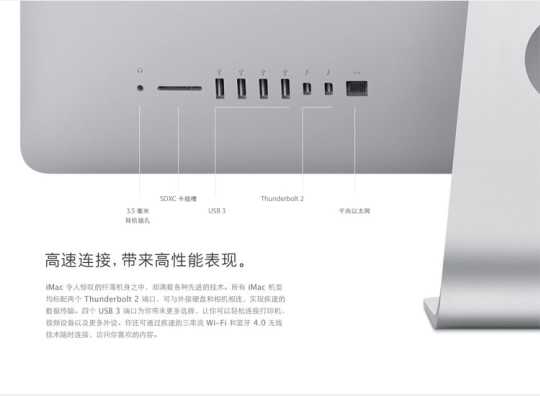 SDXC 卡插槽
Thunderbolt 2
3.5 毫米
耳机插孔
USB 3
千兆以太网
高速连接，带来高性能表现。
iMac 令人惊叹的纤薄机身之中，却满载各种先进的技术。所有 iMac 机型
均标配两个 Thunderbolt 2 端口，可与外接硬盘和相机相连，实现疾速的
数据传输。四个 USB 3 端口为你带来更多选择，让你可以轻松连接打印机、
视频设备以及更多外设。你还可通过疾速的三串流 Wi-Fi 和蓝牙 4.0 无线
技术随时连接，访问你喜欢的内容。